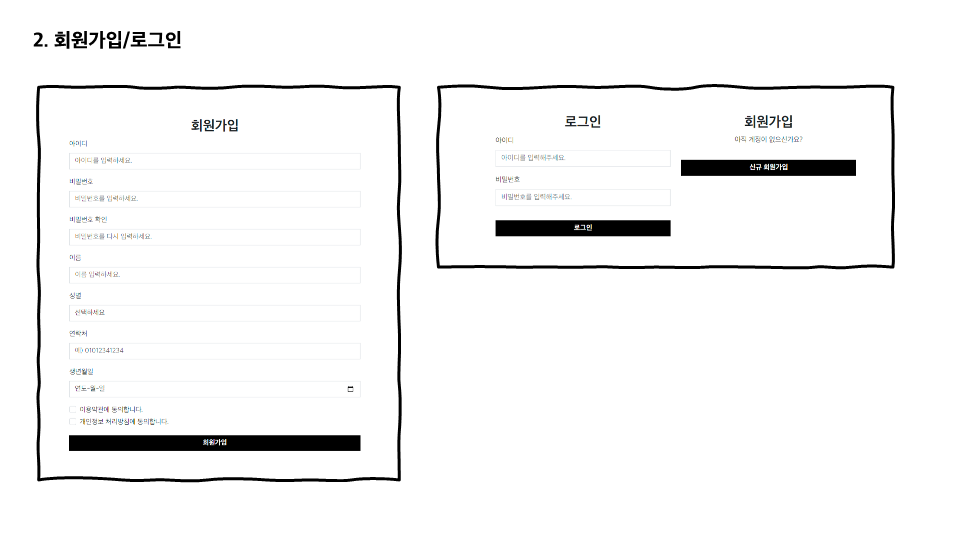 2. 회원가입/로그인
회원가입
아이디
아이디를 입력하세요.
비밀번호
비밀번호를 입력하세요.
비밀번호 확인
비밀번호를 다시 입력하세요.
이름
이름 입력하세요.
성별
선택하세요
연락처
예) 01012341234
생년월일
연도-월-일
이용약관에 동의합니다.
개인정보 처리방침에 동의합니다.
회원가입
로그인
아이디
아이디를 입력해주세요.
비밀번호
비밀번호를 입력해주세요.
로그인
회원가입
아직 계정이 없으신가요?
신규 회원가입